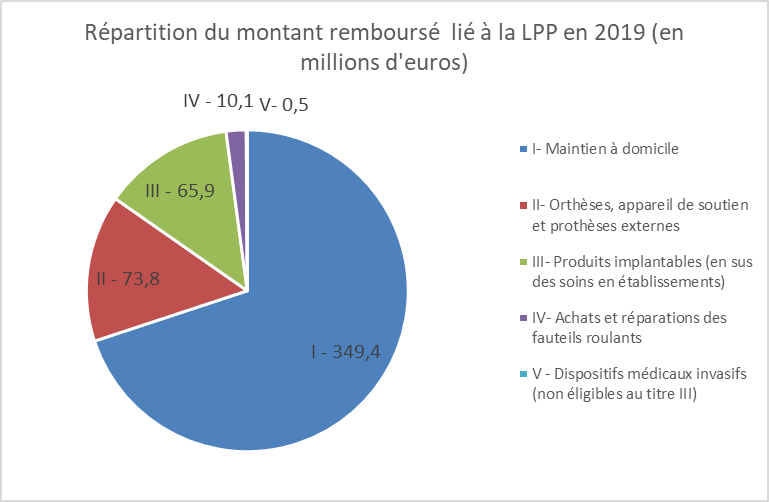 Répartition du montant remboursé  lié à la LPP en 2019 (en
millions d'euros)
IV - 10,1
V- 0,5
III - 65,9
II - 73,8
I - 349,4
I- Maintien à domicile
II- Orthèses, appareil de soutien
et prothèses externes
III- Produits implantables (en sus
des soins en établissements)
IV- Achats et réparations des
fauteils roulants
V - Dispositifs médicaux invasifs
(non éligibles au titre III)